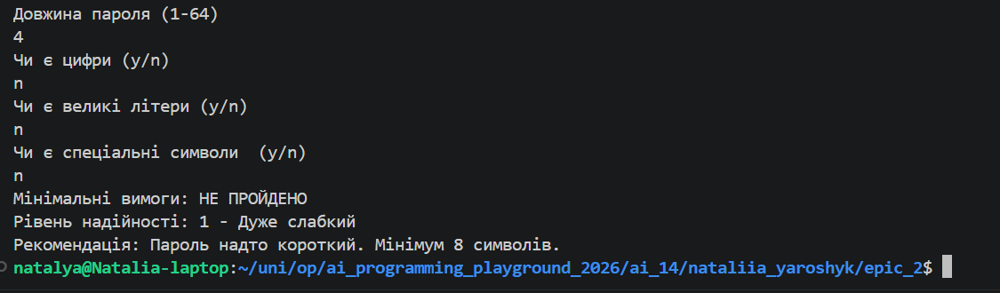 Довжина пароля (1-64)
4
Чи є цифри (y/n)
n
Чи є великі літери (y/n)
n
Чи є спеціальні символи  (y/n)
n
Мінімальні вимоги: НЕ ПРОЙДЕНО
Рівень надійності: 1 - Дуже слабкий
Рекомендація: Пароль надто короткий. Мінімум 8 символів.
natalya@Natalia-laptop:~/uni/op/ai_programming_playground_2026/ai_14/nataliia_yaroshyk/epic_2$